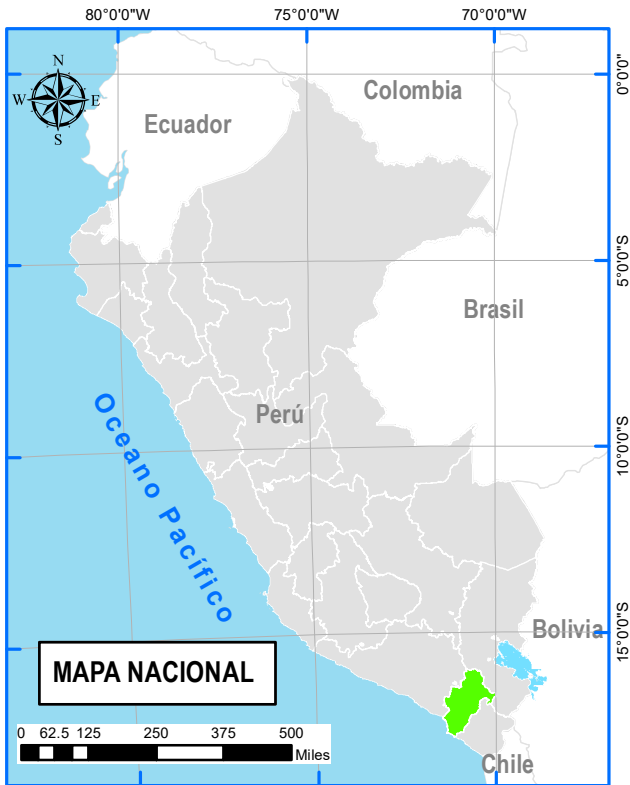 80°0'0"W 75°0'0"W 70°0'0"W
N
W E
S
0°0'0"
Colombia
Ecuador
5°0'0"S
Brasil
Perú
Oceano Pacífico
10°0'0"S
Bolivia
15°0'0"S
MAPA NACIONAL
0 62.5 125 250 375 500
Miles
Chile